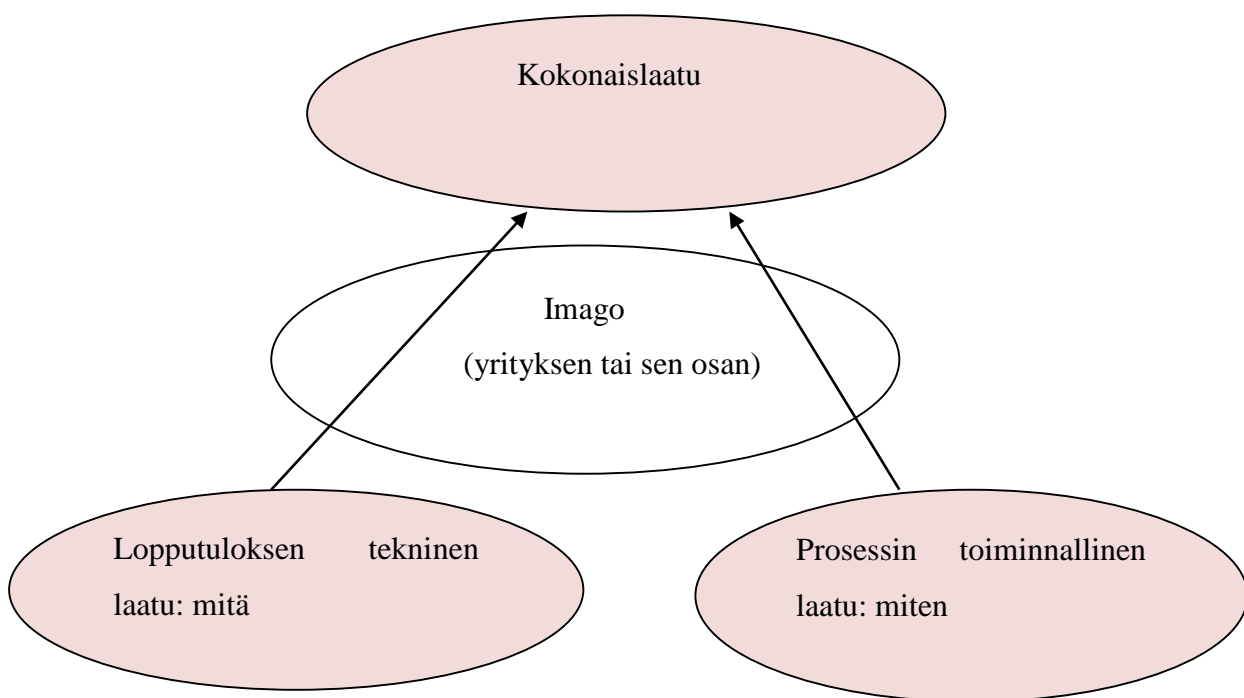 Kokonaislaatu
Imago
(yrityksen tai sen osan)
Lopputuloksen tekninen
laatu: mitä
Prosessin toiminnallinen
laatu: miten